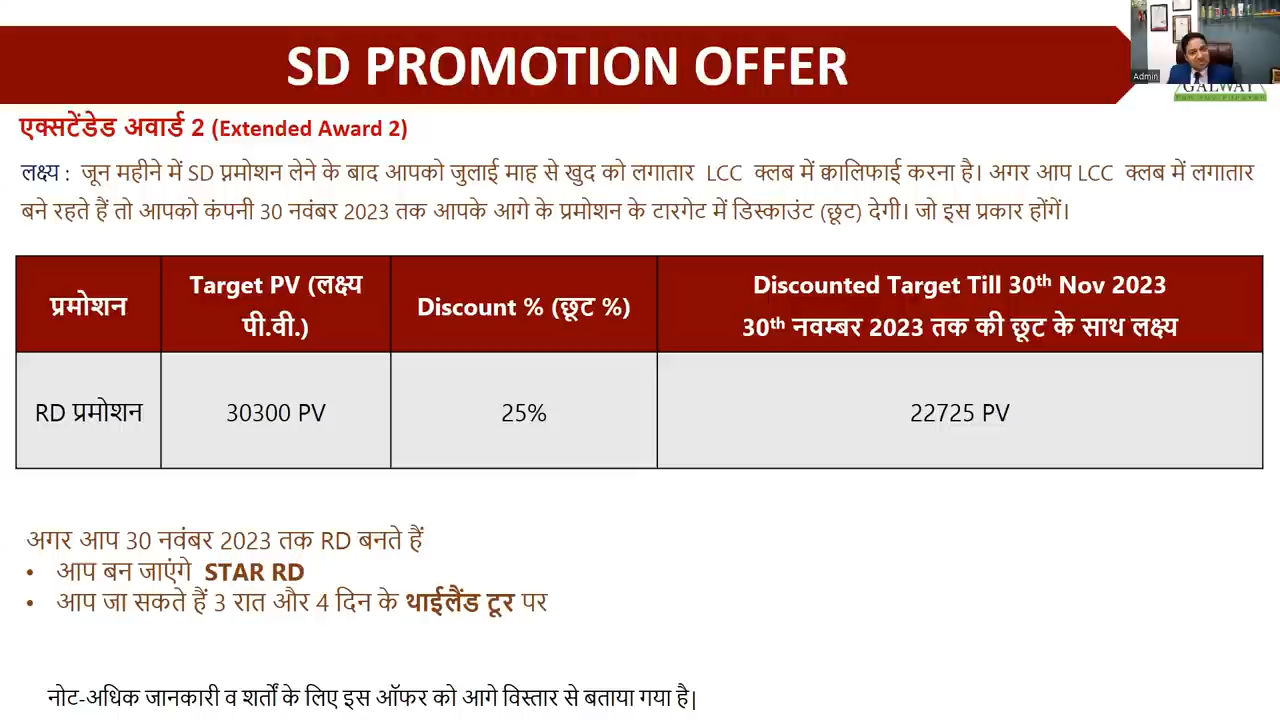 SD PROMOTION OFFER
Admin
GALWAY
एक्सटेंडेड अवार्ड 2 (Extended Award 2)
लक्ष्य : जून महीने में SD प्रमोशन लेने के बाद आपको जुलाई माह से खुद को लगातार LCC क्लब में क्वालिफाई करना है। अगर आप LCC क्लब में लगातार
बने रहते हैं तो आपको कंपनी 30 नवंबर 2023 तक आपके आगे के प्रमोशन के टारगेट में डिस्काउंट (छूट) देगी। जो इस प्रकार होंगें।
प्रमोशन
Target PV (लक्ष्य
पी.वी.)
Discount % (छूट %)
Discounted Target Till 30th Nov 2023
30th नवम्बर 2023 तक की छूट के साथ लक्ष्य
RD प्रमोशन
30300 PV
25%
22725 PV
अगर आप 30 नवंबर 2023 तक RD बनते हैं
• आप बन जाएंगे STAR RD
• आप जा सकते हैं 3 रात और 4 दिन के थाईलैंड टूर पर
नोट-अधिक जानकारी व शर्तों के लिए इस ऑफर को आगे विस्तार से बताया गया है|